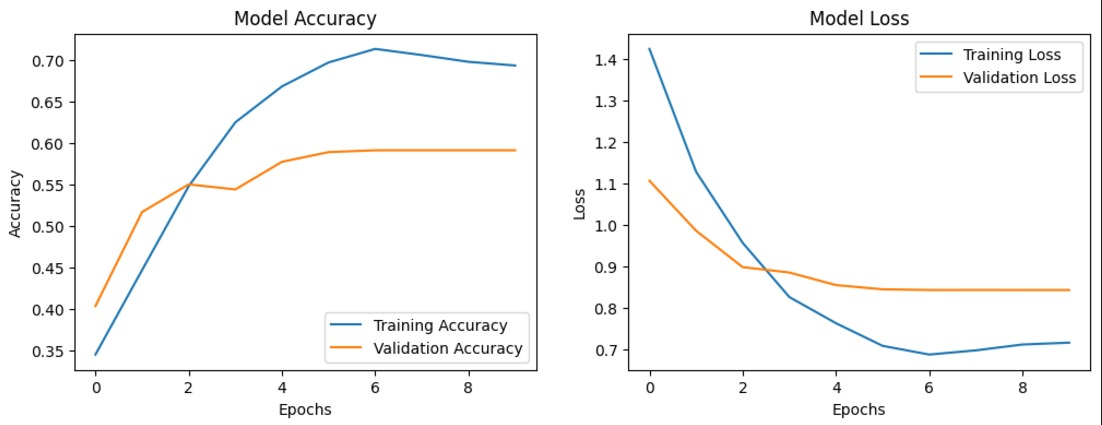 Model Accuracy
Accuracy
0.70
0.65
0.60
0.55
0.50
0.45
0.40
0.35
0 2 4 6 8
Epochs
Training Accuracy
Validation Accuracy
Model Loss
Loss
1.4
1.3
1.2
1.1
1.0
0.9
0.8
0.7
0 2 4 6 8
Epochs
Training Loss
Validation Loss